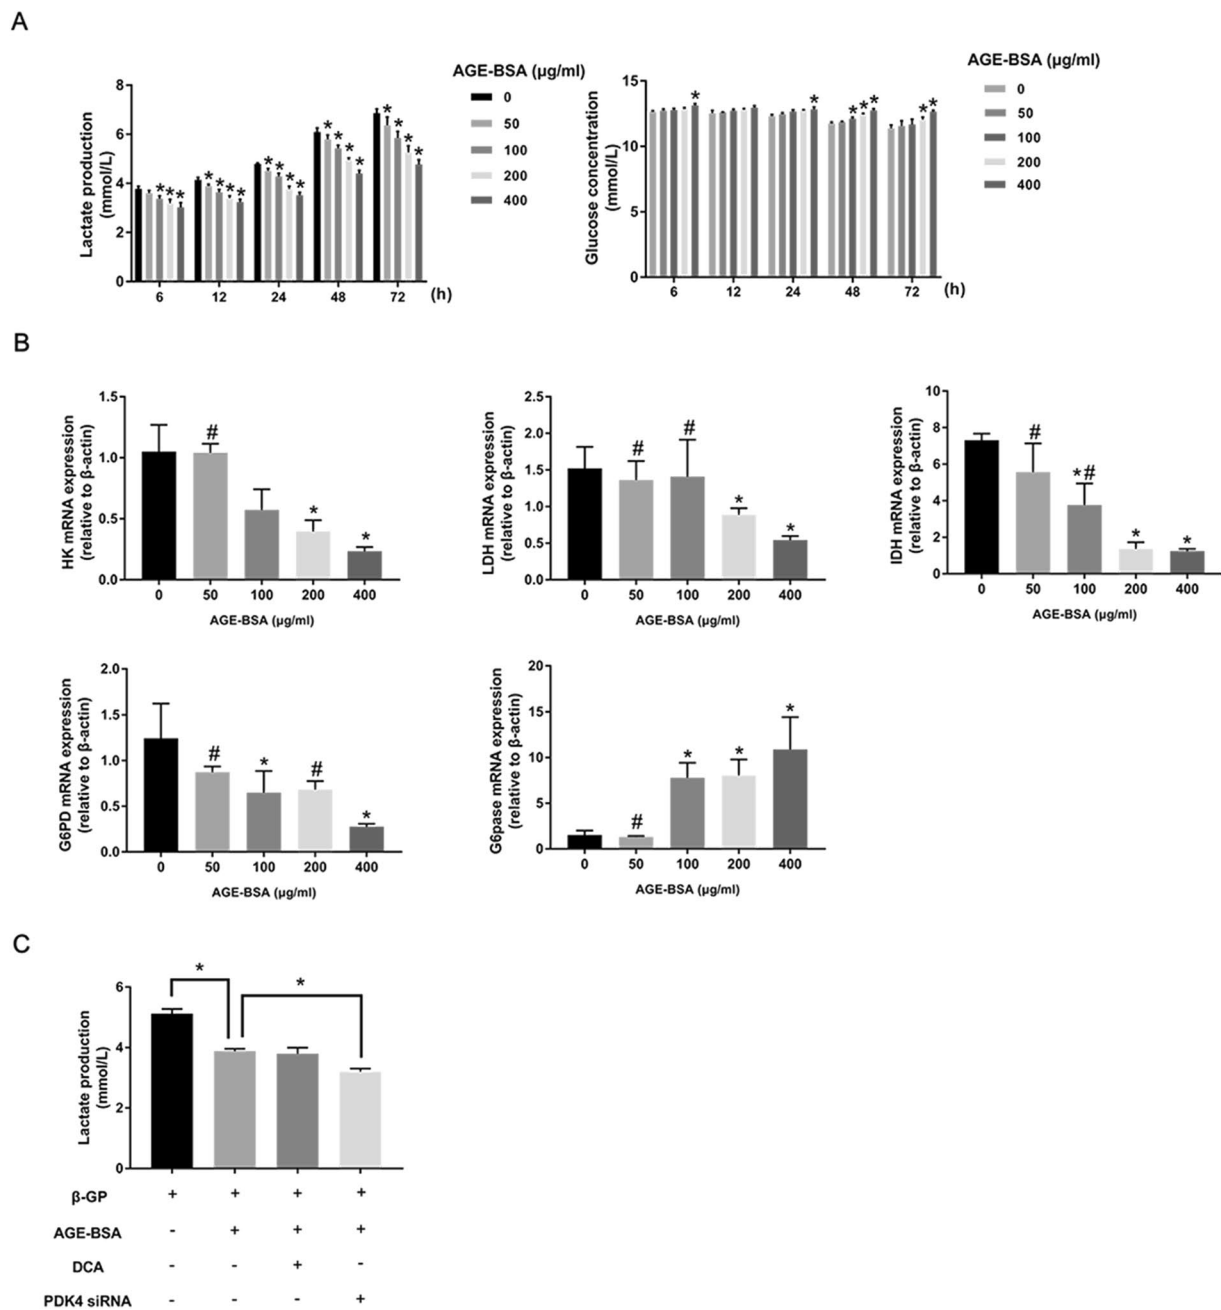 A
AGE-BSA (μg/ml)
0
50
100
200
400
Lactate production
(mmol/L)
8
6
4
2
0
* * * *
* * * *
* * * *
* * * *
* * *
6 12 24 48 72 (h)
AGE-BSA (μg/ml)
0
50
100
200
400
Glucose concentration
(mmol/L)
15
10
5
0
* * * * * * *
6 12 24 48 72 (h)
B
HK mRNA expression
(relative to β-actin)
1.5
1.0
0.5
0.0
# * *
0 50 100 200 400
AGE-BSA (μg/ml)
LDH mRNA expression
(relative to β-actin)
2.5
2.0
1.5
1.0
0.5
0.0
# # * *
0 50 100 200 400
AGE-BSA (μg/ml)
IDH mRNA expression
(relative to β-actin)
10
8
6
4
2
0
# *# * *
0 50 100 200 400
AGE-BSA (μg/ml)
G6PD mRNA expression
(relative to β-actin)
2.0
1.5
1.0
0.5
0.0
# * # *
0 50 100 200 400
AGE-BSA (μg/ml)
G6pase mRNA expression
(relative to β-actin)
20
15
10
5
0
# * * *
0 50 100 200 400
AGE-BSA (μg/ml)
C
Lactate production
(mmol/L)
6
4
2
0
* *
β-GP + + + +
AGE-BSA - + + +
DCA - - + -
PDK4 siRNA - - - +